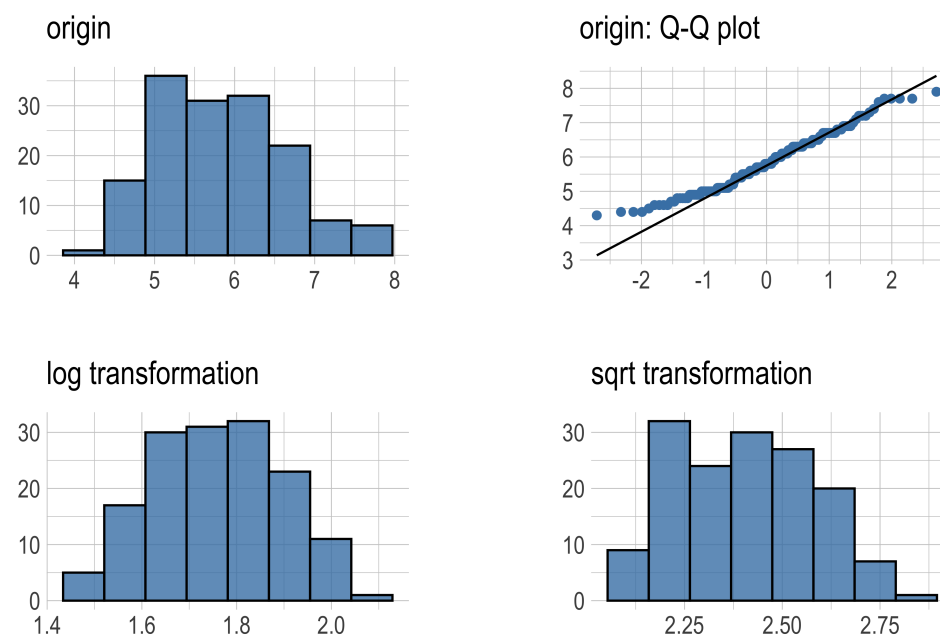 origin
30
20
10
0
4 5 6 7 8
origin: Q-Q plot
8
7
6
5
4
3
-2 -1 0 1 2
log transformation
30
20
10
0
1.4 1.6 1.8 2.0
sqrt transformation
30
20
10
0
2.25 2.50 2.75